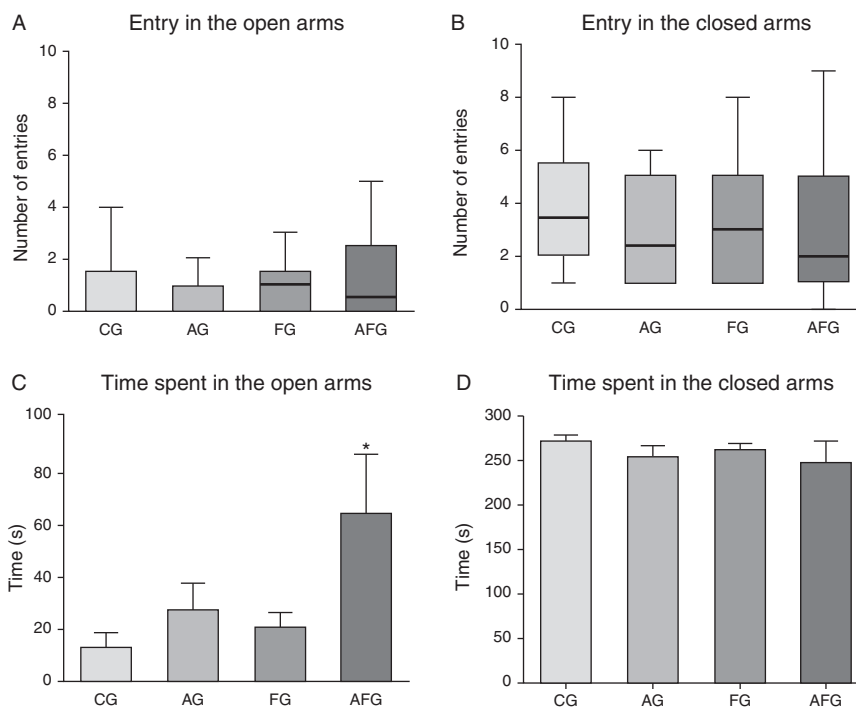 A Entry in the open arms
10
8
6
4
2
0
Number of entries
CG AG FG AFG
B Entry in the closed arms
10
8
6
4
2
0
Number of entries
CG AG FG AFG
C Time spent in the open arms
100
80
60
40
20
0
Time (s)
*
CG AG FG AFG
D Time spent in the closed arms
300
250
200
150
100
50
0
Time (s)
CG AG FG AFG